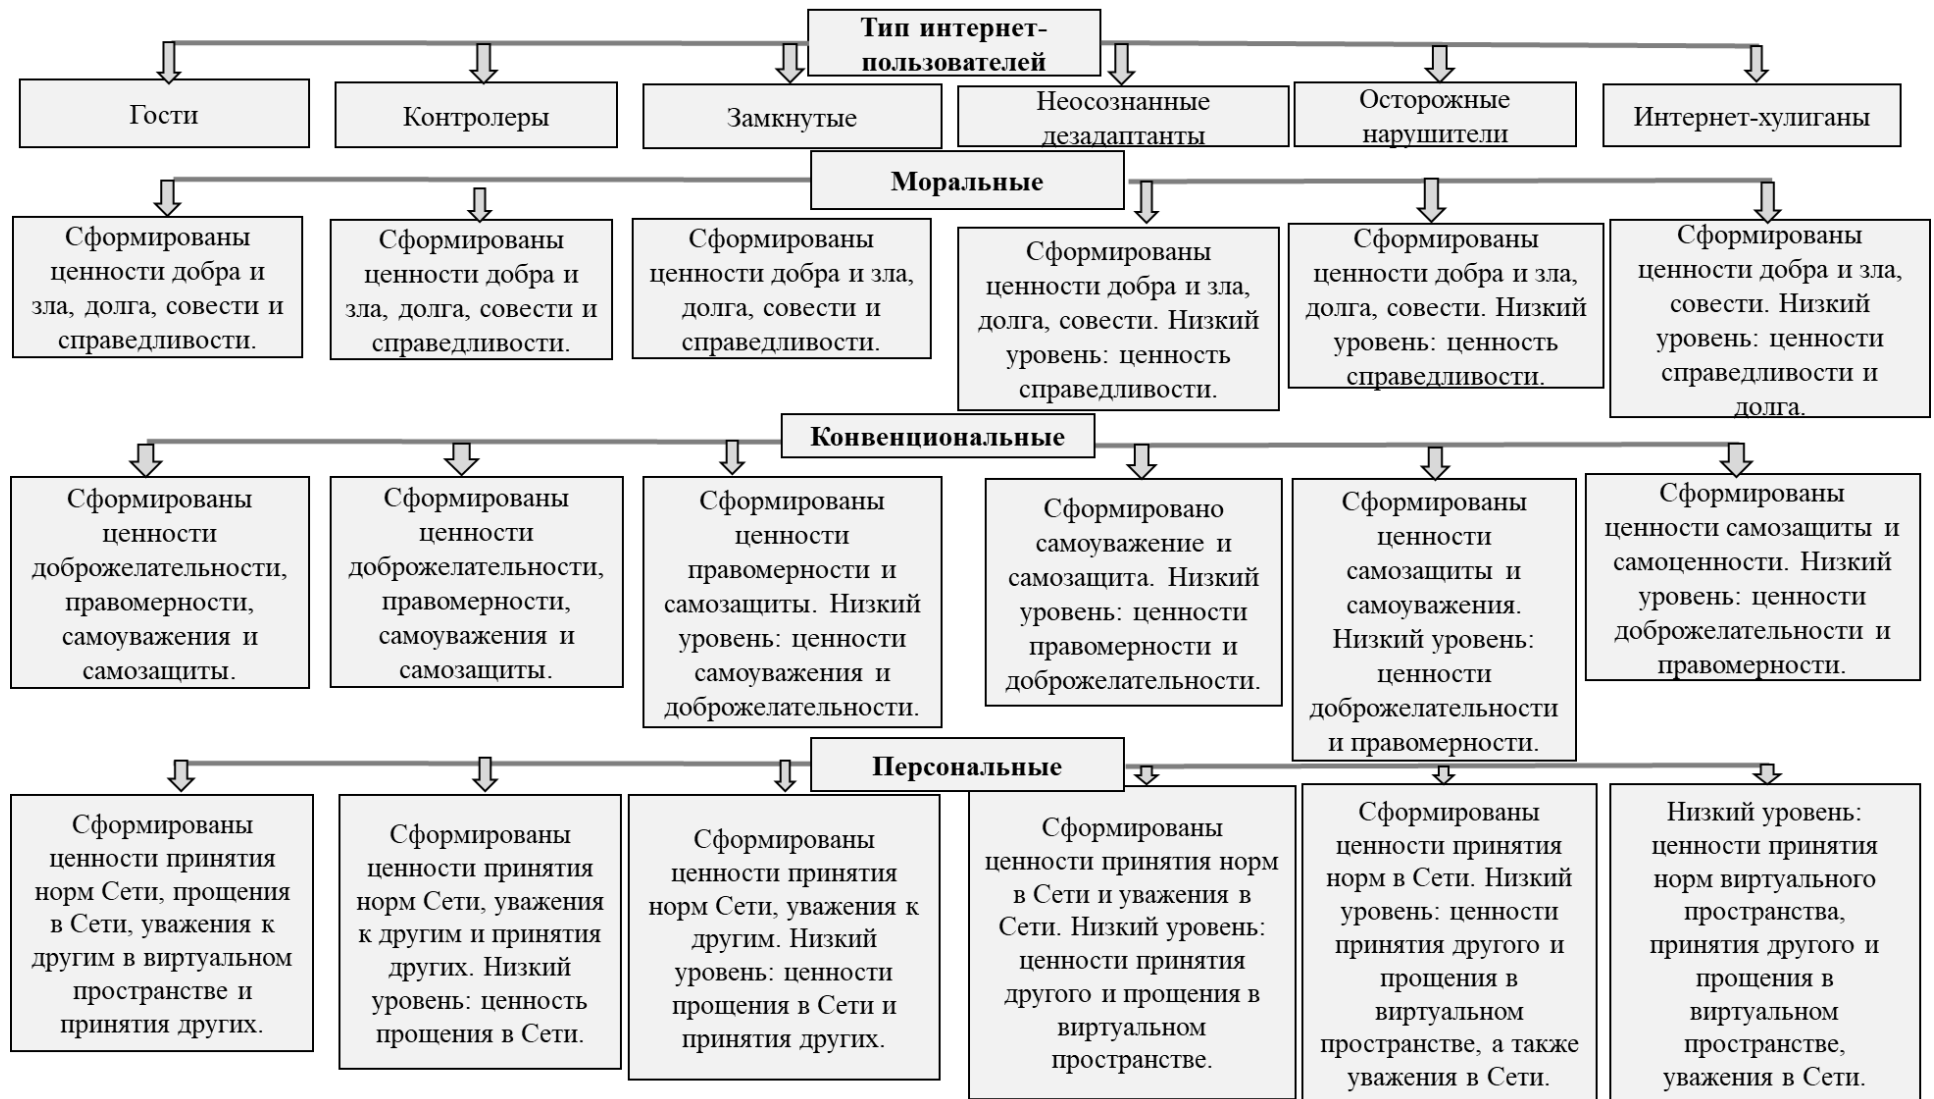 Тип интернет-
пользователей
Гости
Контролеры
Замкнутые
Неосознанные
дезадаптанты
Осторожные
нарушители
Интернет-хулиганы
Моральные
Сформированы
ценности добра и
зла, долга, совести и
справедливости.
Сформированы
ценности добра и
зла, долга, совести и
справедливости.
Сформированы
ценности добра и зла,
долга, совести и
справедливости.
Сформированы
ценности добра и зла,
долга, совести. Низкий
уровень: ценность
справедливости.
Сформированы
ценности добра и зла,
долга, совести. Низкий
уровень: ценность
справедливости.
Сформированы
ценности добра и зла,
совести. Низкий
уровень: ценности
справедливости и
долга.
Конвенциональные
Сформированы
ценности
доброжелательности,
правомерности,
самоуважения и
самозащиты.
Сформированы
ценности
доброжелательности,
правомерности,
самоуважения и
самозащиты.
Сформированы
ценности
правомерности и
самозащиты. Низкий
уровень: ценности
самоуважения и
доброжелательности.
Сформировано
самоуважение и
самозащита. Низкий
уровень: ценности
правомерности и
доброжелательности.
Сформированы
ценности
самозащиты и
самоуважения.
Низкий уровень:
ценности
доброжелательности
и правомерности.
Сформированы
ценности самозащиты и
самоценности. Низкий
уровень: ценности
доброжелательности и
правомерности.
Персональные
Сформированы
ценности принятия
норм Сети, прощения
в Сети, уважения к
другим в виртуальном
пространстве и
принятия других.
Сформированы
ценности принятия
норм Сети, уважения
к другим и принятия
других. Низкий
уровень: ценность
прощения в Сети.
Сформированы
ценности принятия
норм Сети, уважения к
другим. Низкий
уровень: ценности
прощения в Сети и
принятия других.
Сформированы
ценности принятия норм
в Сети и уважения в
Сети. Низкий уровень:
ценности принятия
другого и прощения в
виртуальном
пространстве.
Сформированы
ценности принятия
норм в Сети. Низкий
уровень: ценности
принятия другого и
прощения в
виртуальном
пространстве, а также
уважения в Сети.
Низкий уровень:
ценности принятия
норм виртуального
пространства,
принятия другого и
прощения в
виртуальном
пространстве,
уважения в Сети.